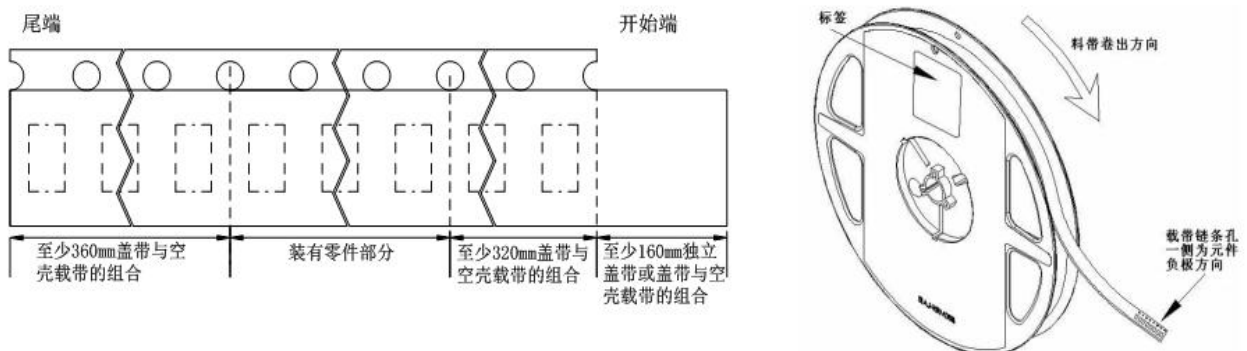 尾端
开始端
至少360mm盖带与空
壳载带的组合
装有零件部分
至少320mm盖带与
空壳载带的组合
至少160mm独立
盖带或盖带与空
壳载带的组合
标签
料带卷出方向
载带链条孔
一侧为元件
负极方向